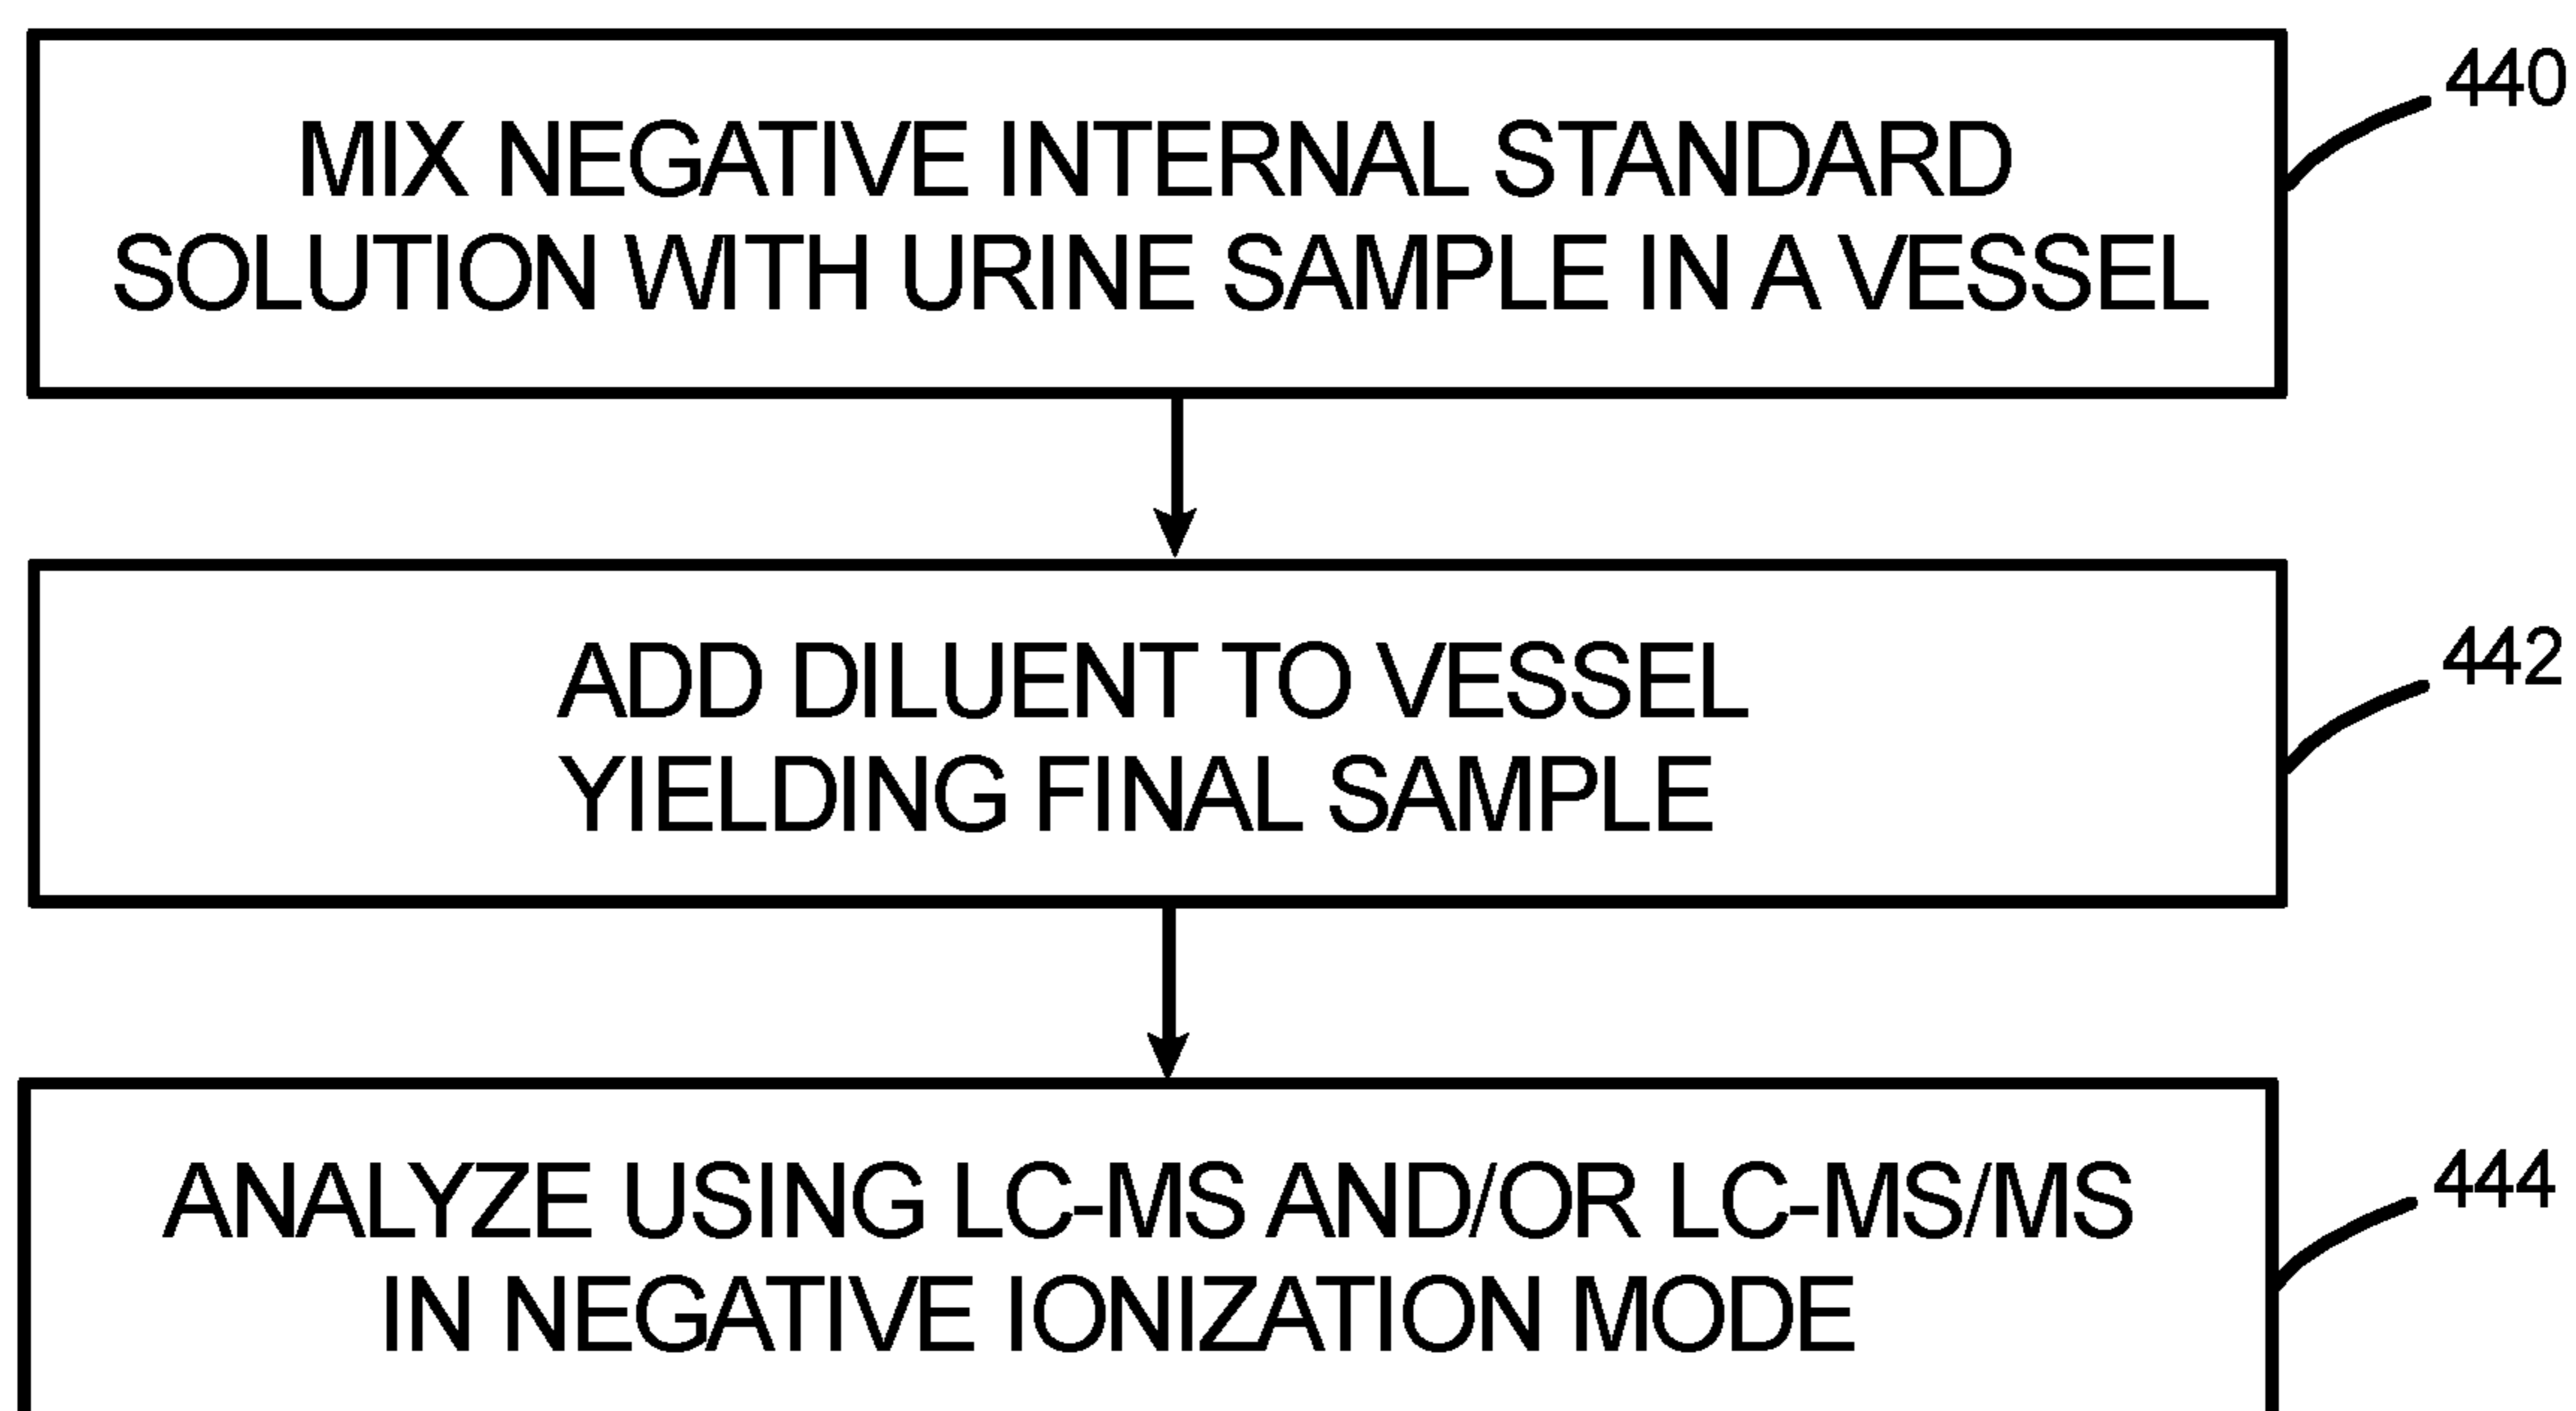 MIX NEGATIVE INTERNAL STANDARD
SOLUTION WITH URINE SAMPLE IN A VESSEL
440
ADD DILUENT TO VESSEL
YIELDING FINAL SAMPLE
442
ANALYZE USING LC-MS AND/OR LC-MS/MS
IN NEGATIVE IONIZATION MODE
444